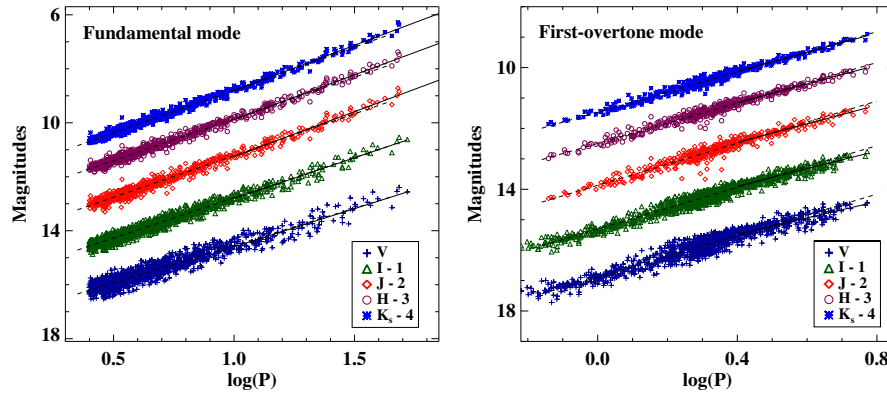 Fundamental mode
Magnitudes
6
10
14
18
0.5
1.0
1.5
log(P)
V
I - 1
J - 2
H - 3
Kₛ - 4
First-overtone mode
Magnitudes
10
14
18
0.0
0.4
0.8
log(P)
V
I - 1
J - 2
H - 3
Kₛ - 4